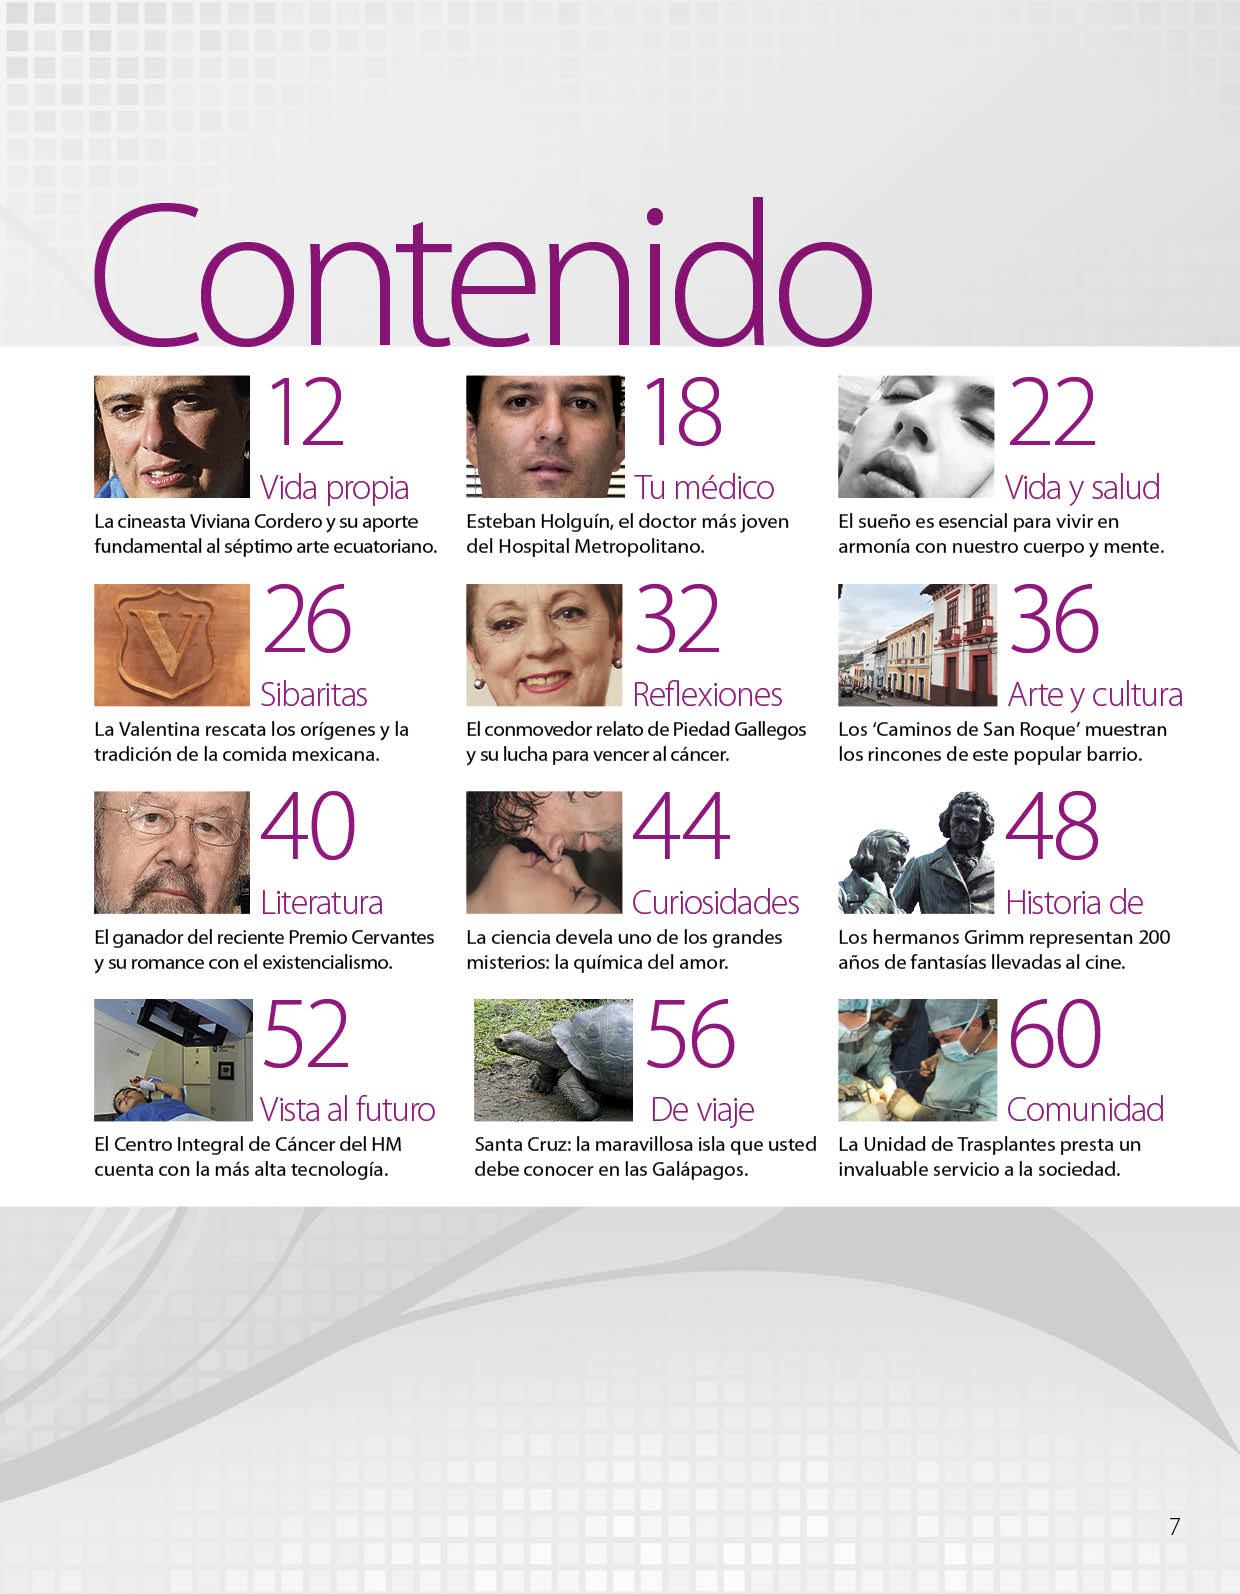 Contenido
12
Vida propia
La cineasta Viviana Cordero y su aporte
fundamental al séptimo arte ecuatoriano.
18
Tu médico
Esteban Holguín, el doctor más joven
del Hospital Metropolitano.
22
Vida y salud
El sueño es esencial para vivir en
armonía con nuestro cuerpo y mente.
V
26
Sibaritas
La Valentina rescata los orígenes y la
tradición de la comida mexicana.
32
Reflexiones
El conmovedor relato de Piedad Gallegos
y su lucha para vencer al cáncer.
36
Arte y cultura
Los ‘Caminos de San Roque’ muestran
los rincones de este popular barrio.
40
Literatura
El ganador del reciente Premio Cervantes
y su romance con el existencialismo.
44
Curiosidades
La ciencia devela uno de los grandes
misterios: la química del amor.
48
Historia de
Los hermanos Grimm representan 200
años de fantasías llevadas al cine.
52
Vista al futuro
El Centro Integral de Cáncer del HM
cuenta con la más alta tecnología.
56
De viaje
Santa Cruz: la maravillosa isla que usted
debe conocer en las Galápagos.
60
Comunidad
La Unidad de Trasplantes presta un
invaluable servicio a la sociedad.
7